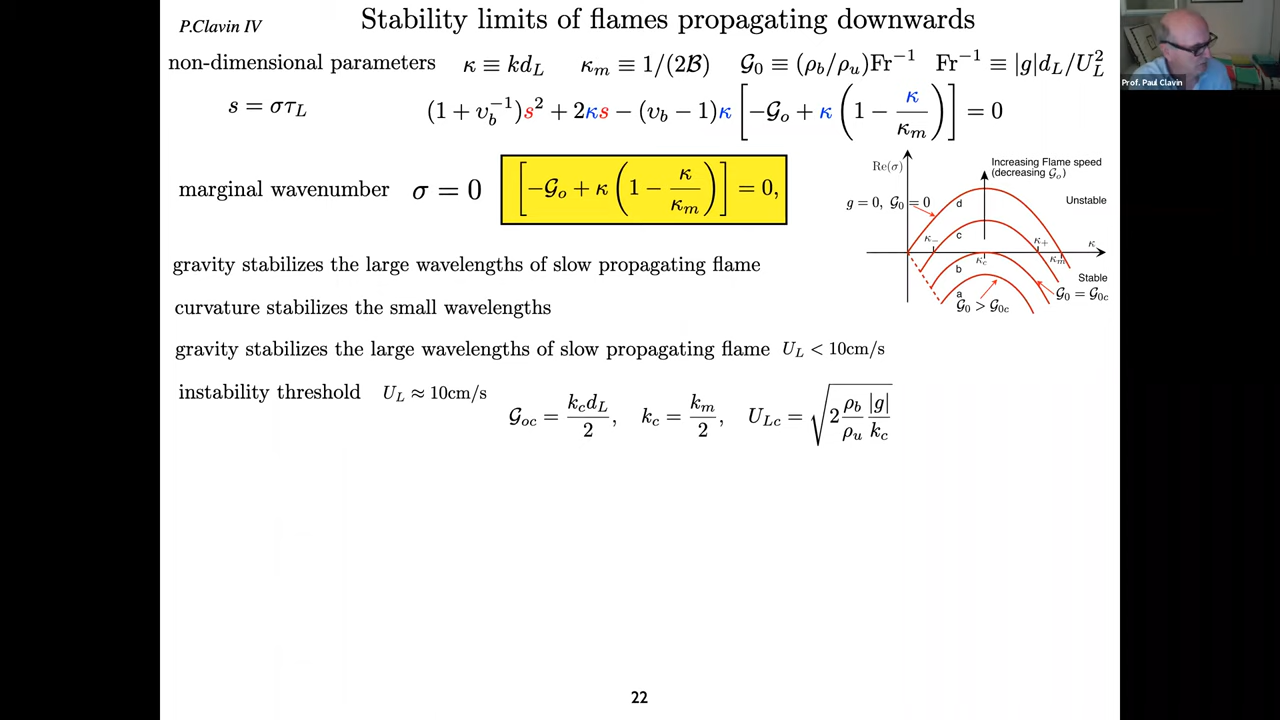 P.Clavin IV
Stability limits of flames propagating downwards
Prof. Paul Clavin
non-dimensional parameters κ ≡ kd_L κ_m ≡ 1/(2ℬ) 𝒢_0 ≡ (ρ_b/ρ_u)Fr^{-1} Fr^{-1} ≡ |g|d_L/U_L^2
s = στ_L (1 + υ_b^{-1})s^2 + 2κs − (υ_b − 1)κ [−𝒢_o + κ (1 − κ/κ_m)] = 0
marginal wavenumber σ = 0 [−𝒢_o + κ (1 − κ/κ_m)] = 0,
Re(σ)
Increasing Flame speed
(decreasing 𝒢_o)
g = 0, 𝒢_0 = 0
d
Unstable
c
κ_−
κ_+
κ
κ_c
κ_m
b
Stable
a
𝒢_0 = 𝒢_{0c}
𝒢_0 > 𝒢_{0c}
gravity stabilizes the large wavelengths of slow propagating flame
curvature stabilizes the small wavelengths
gravity stabilizes the large wavelengths of slow propagating flame U_L < 10cm/s
instability threshold U_L ≈ 10cm/s
𝒢_{oc} = k_c d_L/2, k_c = k_m/2, U_{Lc} = √(2 ρ_b/ρ_u |g|/k_c)
22